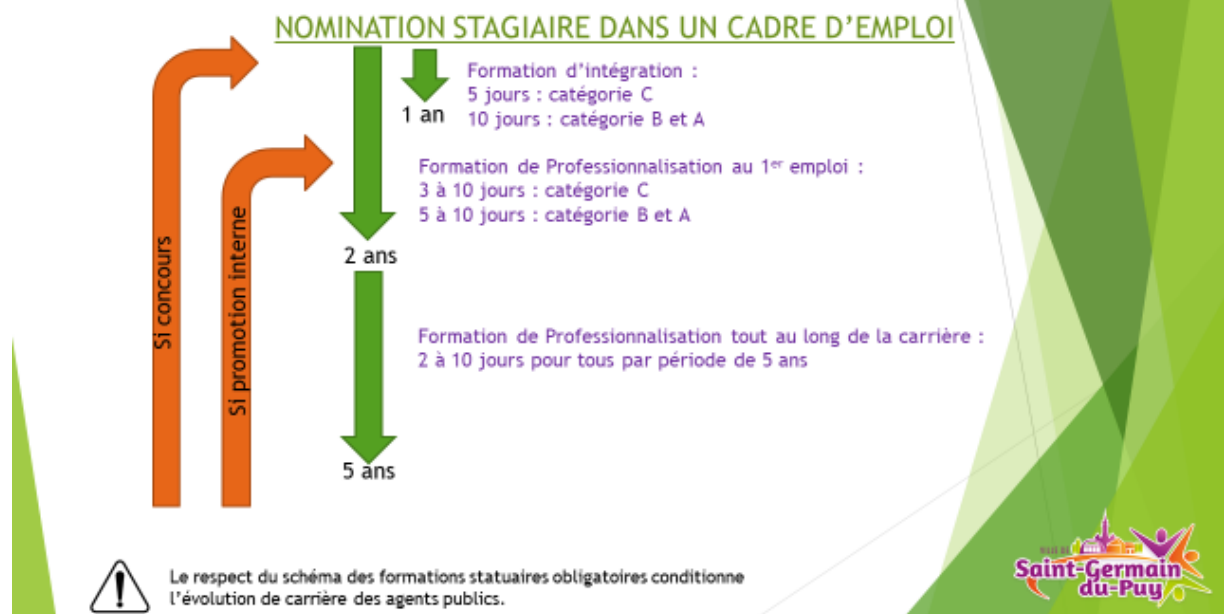 NOMINATION STAGIAIRE DANS UN CADRE D'EMPLOI
Formation d'intégration :
5 jours : catégorie C
10 jours : catégorie B et A
1 an
Formation de Professionnalisation au 1er emploi :
3 à 10 jours : catégorie C
5 à 10 jours : catégorie B et A
2 ans
Si concours
Si promotion interne
Formation de Professionnalisation tout au long de la carrière :
2 à 10 jours pour tous par période de 5 ans
5 ans
Le respect du schéma des formations statuaires obligatoires conditionne
l'évolution de carrière des agents publics.
VILLE DE
Saint-Germain
du-Puy